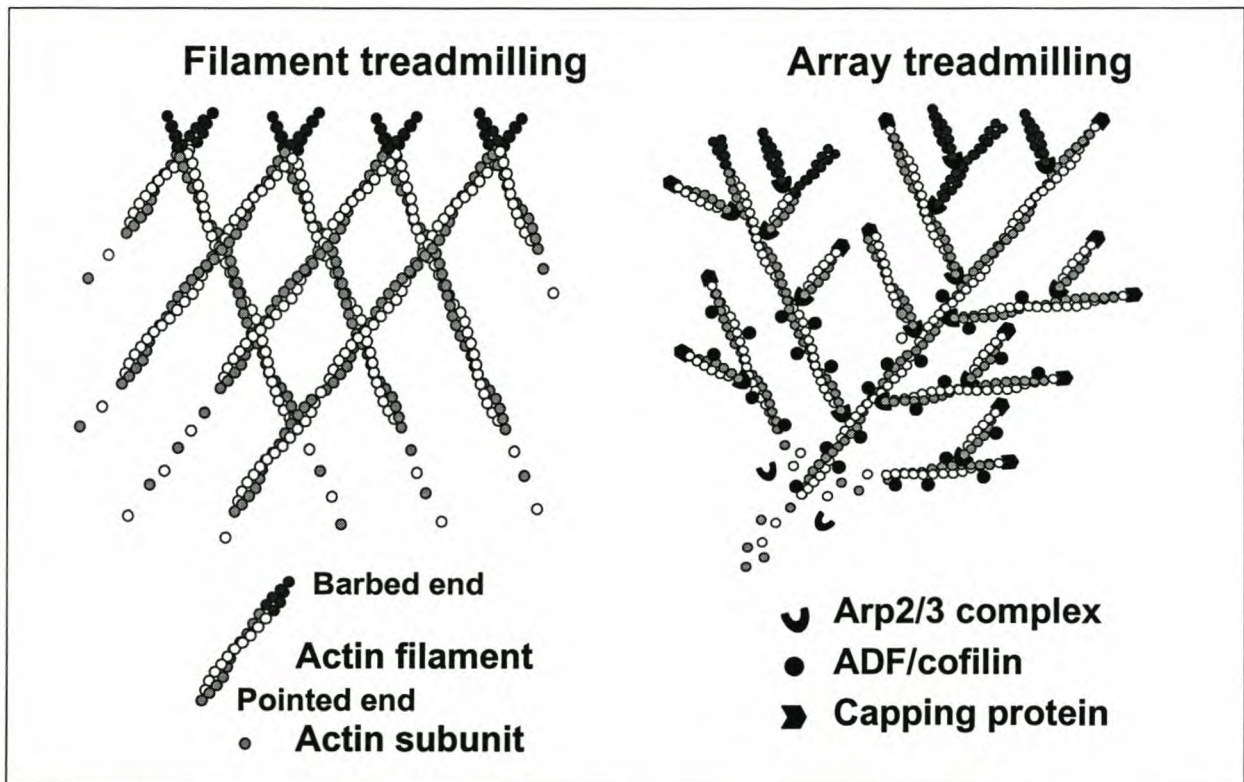 Filament treadmilling
Array treadmilling
Barbed end
Actin filament
Pointed end
Actin subunit
Arp2/3 complex
ADF/cofilin
Capping protein